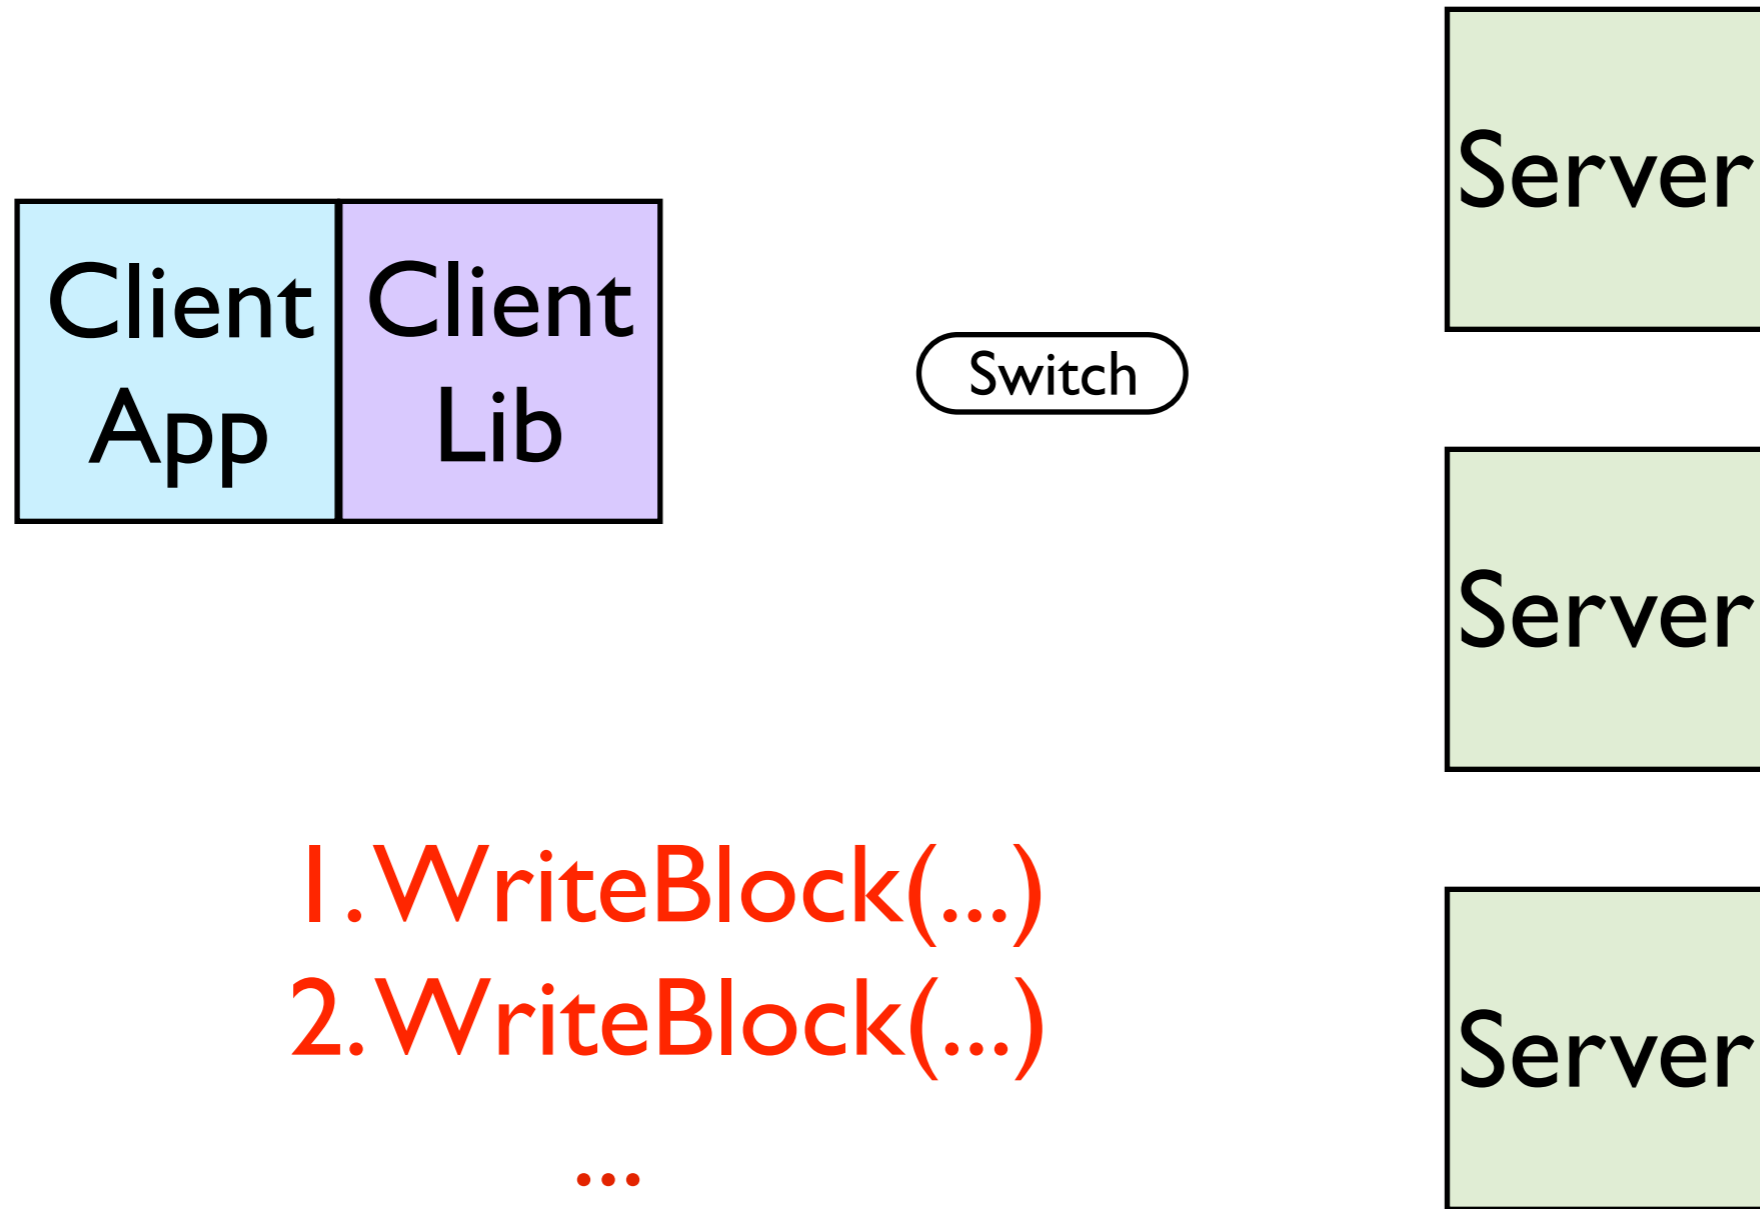 Client
App
Client
Lib
Switch
Server
Server
Server
1. WriteBlock(...)
2. WriteBlock(...)
...